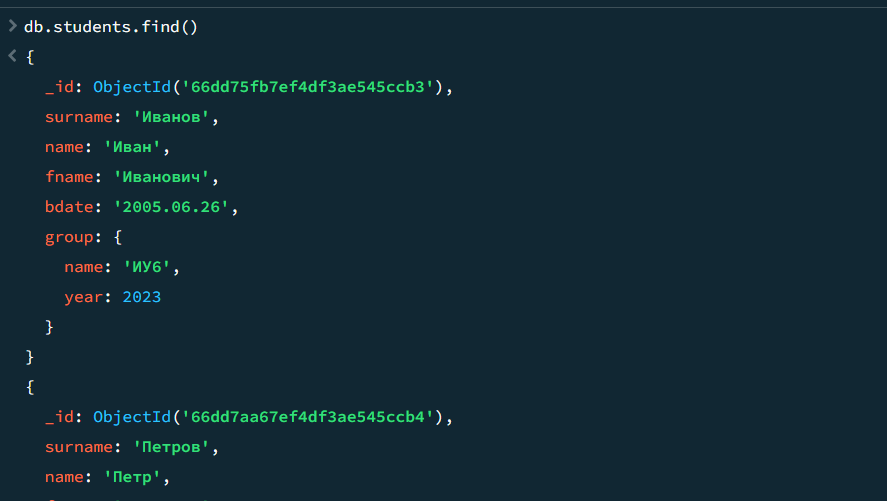 > db.students.find()
< {
_id: ObjectId('66dd75fb7ef4df3ae545ccb3'),
surname: 'Иванов',
name: 'Иван',
fname: 'Иванович',
bdate: '2005.06.26',
group: {
name: 'ИУ6',
year: 2023
}
}
{
_id: ObjectId('66dd7aa67ef4df3ae545ccb4'),
surname: 'Петров',
name: 'Петр',